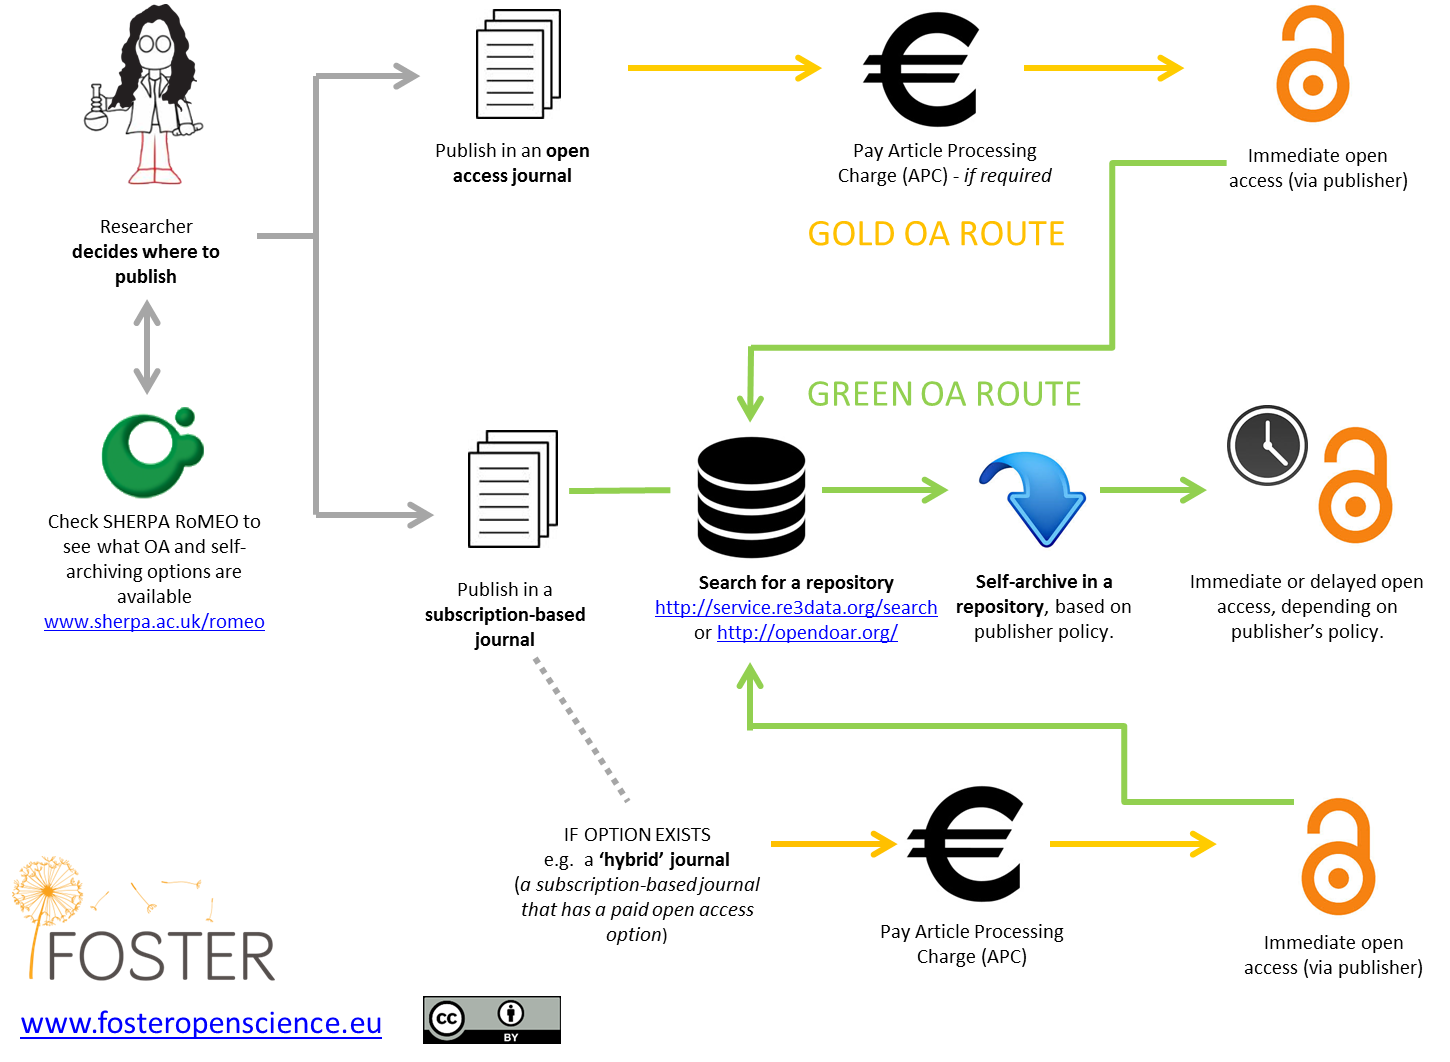 Publish in an open
access journal
Pay Article Processing
Charge (APC) - if required
Immediate open
access (via publisher)
Researcher
decides where to
publish
GOLD OA ROUTE
GREEN OA ROUTE
Check SHERPA RoMEO to
see what OA and self-
archiving options are
available
www.sherpa.ac.uk/romeo
Publish in a
subscription-based
journal
Search for a repository
http://service.re3data.org/search
or http://opendoar.org/
Self-archive in a
repository, based on
publisher policy.
Immediate or delayed open
access, depending on
publisher’s policy.
IF OPTION EXISTS
e.g. a ‘hybrid’ journal
(a subscription-based journal
that has a paid open access
option)
Pay Article Processing
Charge (APC)
Immediate open
access (via publisher)
FOSTER
www.fosteropenscience.eu
cc
BY